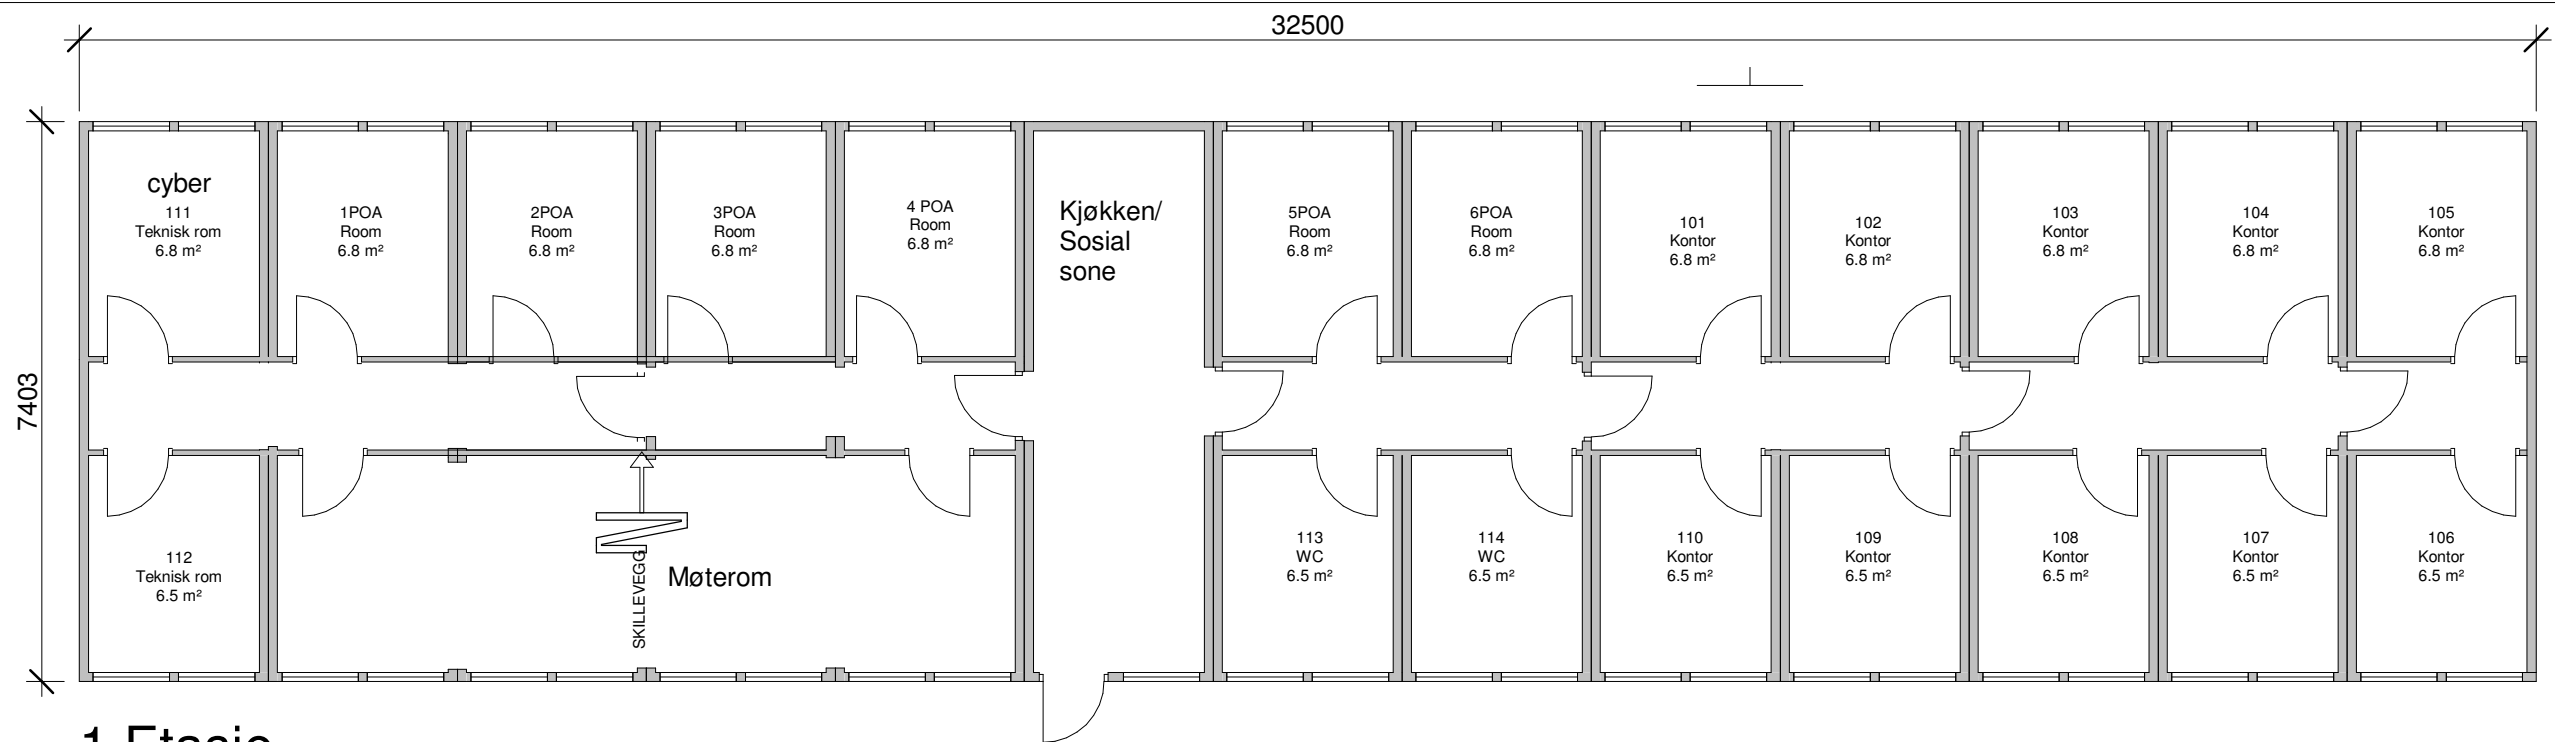 32500
7403
cyber
111
Teknisk rom
6.8 m²
1POA
Room
6.8 m²
2POA
Room
6.8 m²
3POA
Room
6.8 m²
4 POA
Room
6.8 m²
Kjøkken/
Sosial
sone
5POA
Room
6.8 m²
6POA
Room
6.8 m²
101
Kontor
6.8 m²
102
Kontor
6.8 m²
103
Kontor
6.8 m²
104
Kontor
6.8 m²
105
Kontor
6.8 m²
112
Teknisk rom
6.5 m²
SKILLEVEGG
Møterom
113
WC
6.5 m²
114
WC
6.5 m²
110
Kontor
6.5 m²
109
Kontor
6.5 m²
108
Kontor
6.5 m²
107
Kontor
6.5 m²
106
Kontor
6.5 m²
1 Etasje